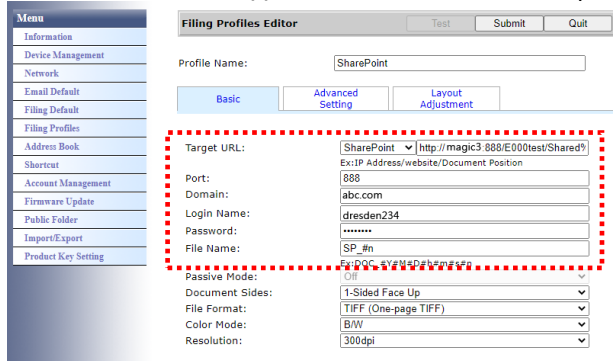 Menu
Information
Device Management
Network
Email Default
Filing Default
Filing Profiles
Address Book
Shortcut
Account Management
Firmware Update
Public Folder
Import/Export
Product Key Setting
Filing Profiles Editor
Test Submit Quit
Profile Name: SharePoint
Basic
Advanced Setting
Layout Adjustment
Target URL: SharePoint http://magic3:888/E000test/Shared%
Ex:IP Address/website/Document Position
Port: 888
Domain: abc.com
Login Name: dresden234
Password: ••••••••
File Name: SP_#n
Ex:DOC_#Y#M#D#h#m#s#n
Passive Mode: Off
Document Sides: 1-Sided Face Up
File Format: TIFF (One-page TIFF)
Color Mode: B/W
Resolution: 300dpi